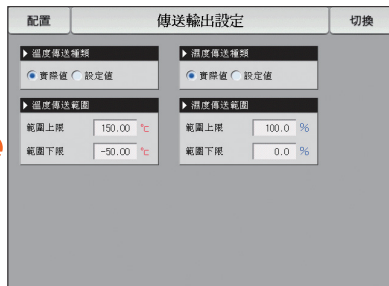 配置 傳送輸出設定 切換
▶ 溫度傳送種類
實際值 設定值
▶ 濕度傳送種類
實際值 設定值
▶ 溫度傳送範圍
範圍上限 150.00 ℃
範圍下限 -50.00 ℃
▶ 濕度傳送範圍
範圍上限 100.0 %
範圍下限 0.0 %